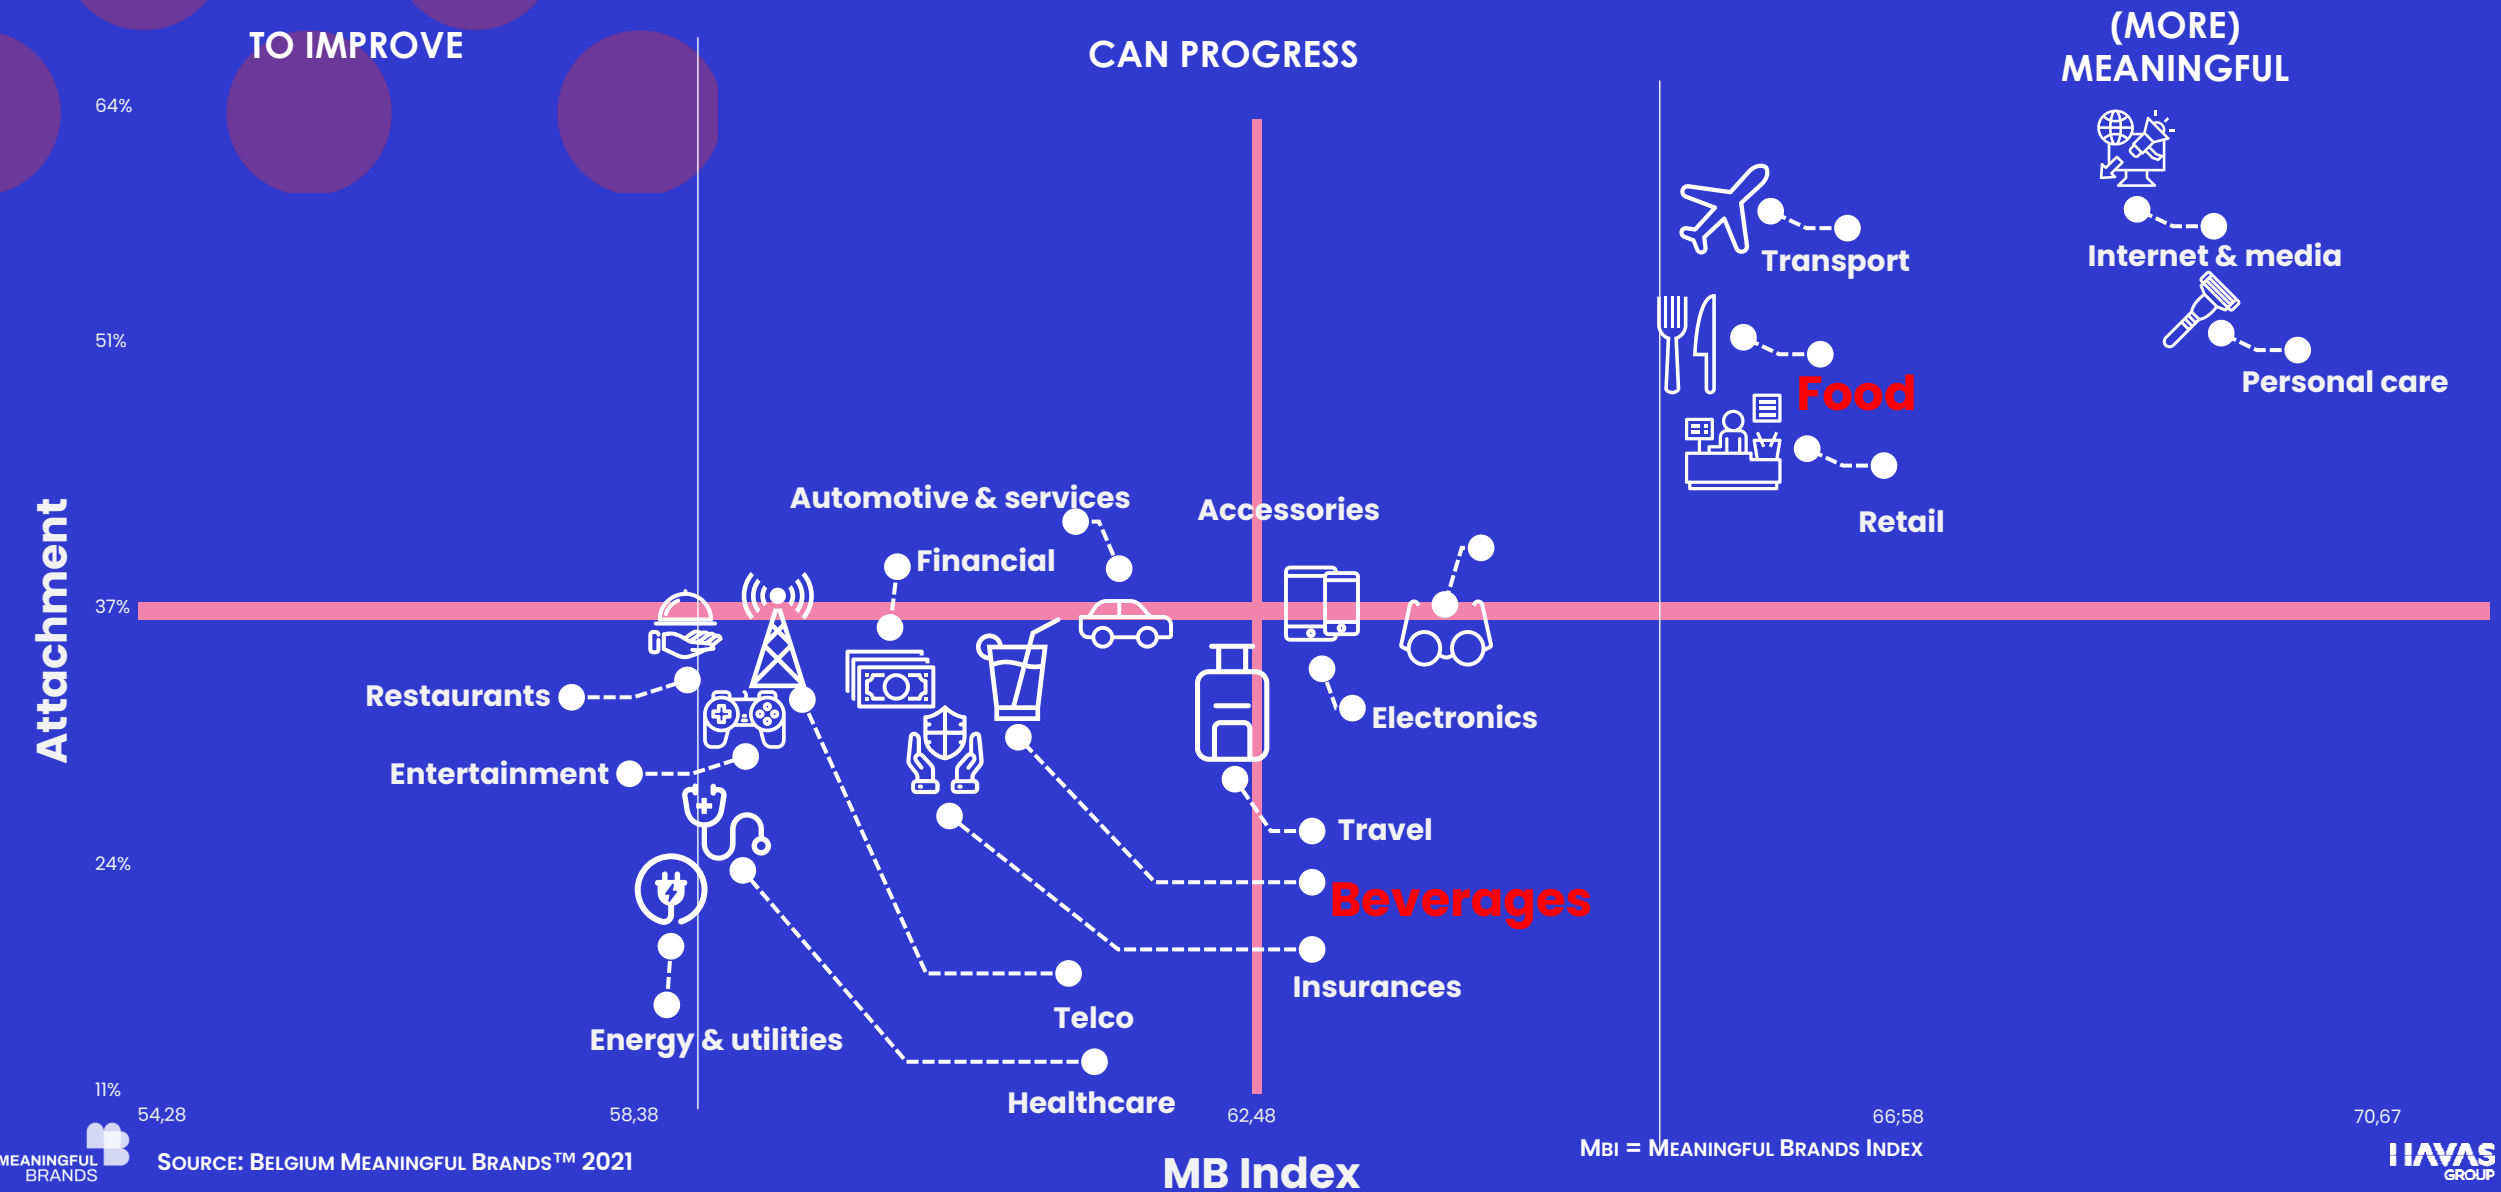 TO IMPROVE
CAN PROGRESS
(MORE)
MEANINGFUL
64%
Transport
Internet & media
51%
Personal care
Food
Automotive & services
Accessories
Retail
Financial
Attachment
37%
Restaurants
Electronics
Entertainment
Travel
24%
Beverages
Insurances
Telco
Energy & utilities
11%
Healthcare
54,28
58,38
62,48
66;58
70,67
MBI = MEANINGFUL BRANDS INDEX
MEANINGFUL
BRANDS
SOURCE: BELGIUM MEANINGFUL BRANDS™ 2021
MB Index
HAVAS
GROUP